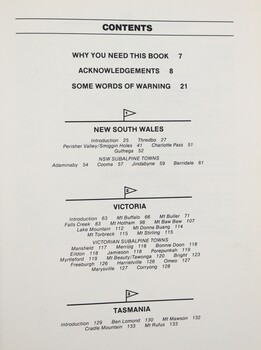 CONTENTS
WHY YOU NEED THIS BOOK 7
ACKNOWLEDGEMENTS 8
SOME WORDS OF WARNING 21
NEW SOUTH WALES
Introduction 25 Thredbo 27
Perisher Valley/Smiggin Holes 41 Charlotte Pass 51
Guthega 52
NSW SUBALPINE TOWNS
Adaminaby 54 Cooma 57 Jindabyne 59 Berridale 61
VICTORIA
Introduction 63 Mt Buffalo 66 Mt Buller 71
Falls Creek 83 Mt Hotham 98 Mt Baw Baw 107
Lake Mountain 112 Mt Donna Buang 114
Mt Torbreck 115 Mt Stirling 115
VICTORIAN SUBALPINE TOWNS
Mansfield 117 Merrijig 118 Bonnie Doon 118
Eildon 118 Jamieson 118 Porepunkah 119
Myrtleford 119 Mt Beauty/Tawonga 120 Bright 123
Freeburgh 126 Harrietville 126 Omeo 127
Marysville 127 Corryong 128
TASMANIA
Introduction 129 Ben Lomond 130 Mt Mawson 132
Cradle Mountain 133 Mt Rufus 133